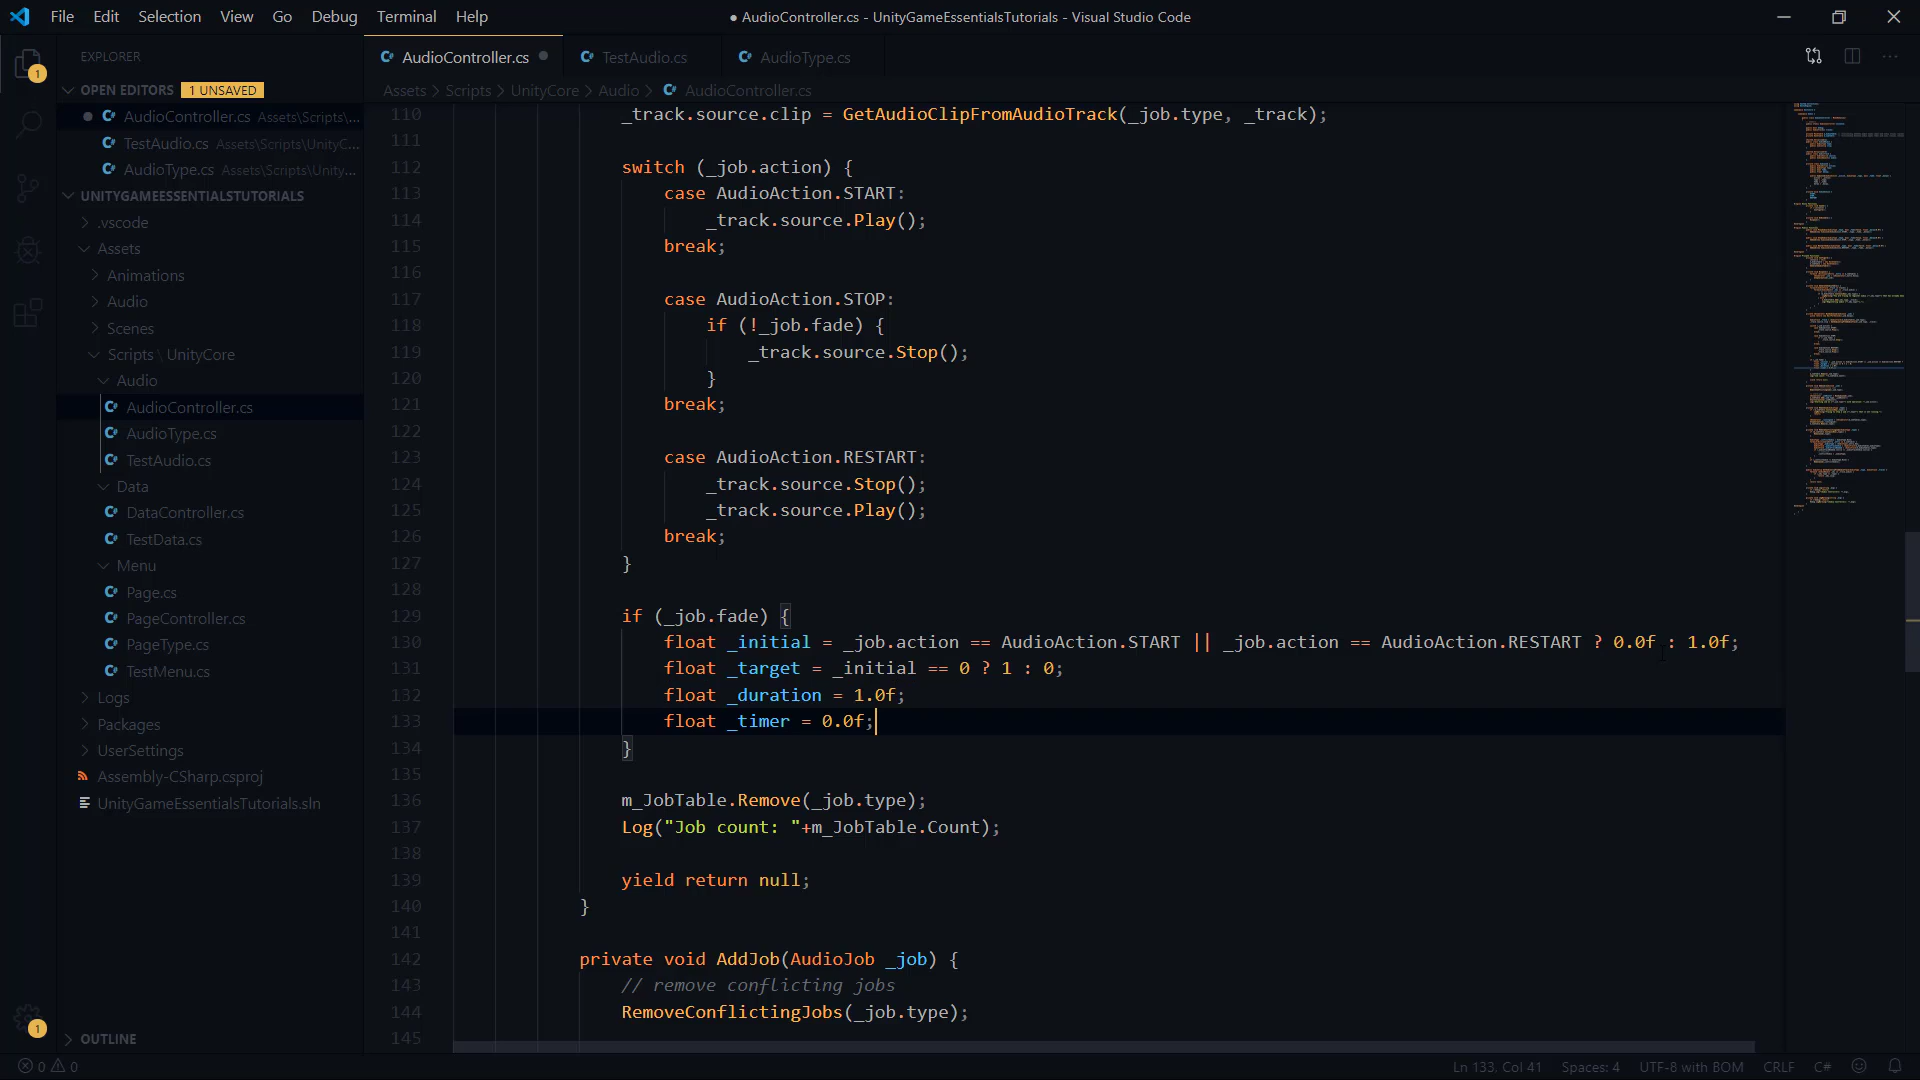 File Edit Selection View Go Debug Terminal Help
● AudioController.cs - UnityGameEssentialsTutorials - Visual Studio Code
EXPLORER
OPEN EDITORS 1 UNSAVED
AudioController.cs Assets\Scripts\...
TestAudio.cs Assets\Scripts\UnityC...
AudioType.cs Assets\Scripts\Unity...
UNITYGAMEESSENTIALSTUTORIALS
.vscode
Assets
Animations
Audio
Scenes
Scripts \ UnityCore
Audio
AudioController.cs
AudioType.cs
TestAudio.cs
Data
DataController.cs
TestData.cs
Menu
Page.cs
PageController.cs
PageType.cs
TestMenu.cs
Logs
Packages
UserSettings
Assembly-CSharp.csproj
UnityGameEssentialsTutorials.sln
OUTLINE
1
1
AudioController.cs TestAudio.cs AudioType.cs
Assets > Scripts > UnityCore > Audio > AudioController.cs
110 _track.source.clip = GetAudioClipFromAudioTrack(_job.type, _track);
111
112 switch (_job.action) {
113 case AudioAction.START:
114 _track.source.Play();
115 break;
116
117 case AudioAction.STOP:
118 if (!_job.fade) {
119 _track.source.Stop();
120 }
121 break;
122
123 case AudioAction.RESTART:
124 _track.source.Stop();
125 _track.source.Play();
126 break;
127 }
128
129 if (_job.fade) {
130 float _initial = _job.action == AudioAction.START || _job.action == AudioAction.RESTART ? 0.0f : 1.0f;
131 float _target = _initial == 0 ? 1 : 0;
132 float _duration = 1.0f;
133 float _timer = 0.0f;
134 }
135
136 m_JobTable.Remove(_job.type);
137 Log("Job count: "+m_JobTable.Count);
138
139 yield return null;
140 }
141
142 private void AddJob(AudioJob _job) {
143 // remove conflicting jobs
144 RemoveConflictingJobs(_job.type);
145
0 0 Ln 133, Col 41 Spaces: 4 UTF-8 with BOM CRLF C#